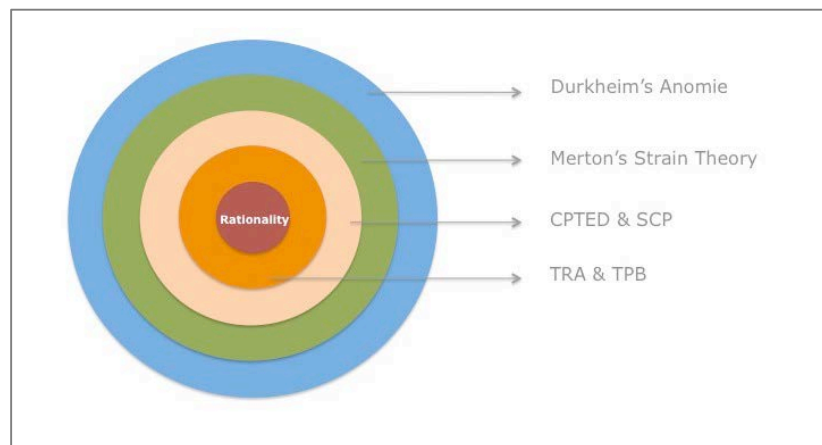 Durkheim’s Anomie
Merton’s Strain Theory
Rationality
CPTED & SCP
TRA & TPB